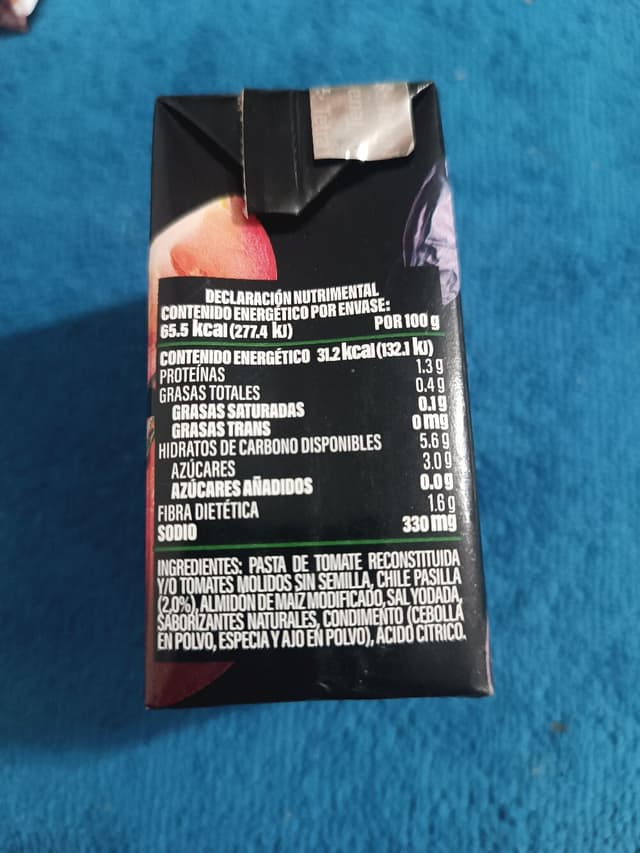 DECLARACIÓN NUTRIMENTAL
CONTENIDO ENERGÉTICO POR ENVASE:
65.5 kcal (277.4 kJ) POR 100 g
CONTENIDO ENERGÉTICO 31.2 kcal (132.1 kJ)
PROTEÍNAS 1.3 g
GRASAS TOTALES 0.4 g
GRASAS SATURADAS 0.1 g
GRASAS TRANS 0 mg
HIDRATOS DE CARBONO DISPONIBLES 5.6 g
AZÚCARES 3.0 g
AZÚCARES AÑADIDOS 0.0 g
FIBRA DIETÉTICA 1.6 g
SODIO 330 mg
INGREDIENTES: PASTA DE TOMATE RECONSTITUIDA
Y/O TOMATES MOLIDOS SIN SEMILLA, CHILE PASILLA
(2,0%), ALMIDÓN DE MAÍZ MODIFICADO, SAL YODADA,
SABORIZANTES NATURALES, CONDIMENTO (CEBOLLA
EN POLVO, ESPECIA Y AJO EN POLVO), ÁCIDO CÍTRICO.